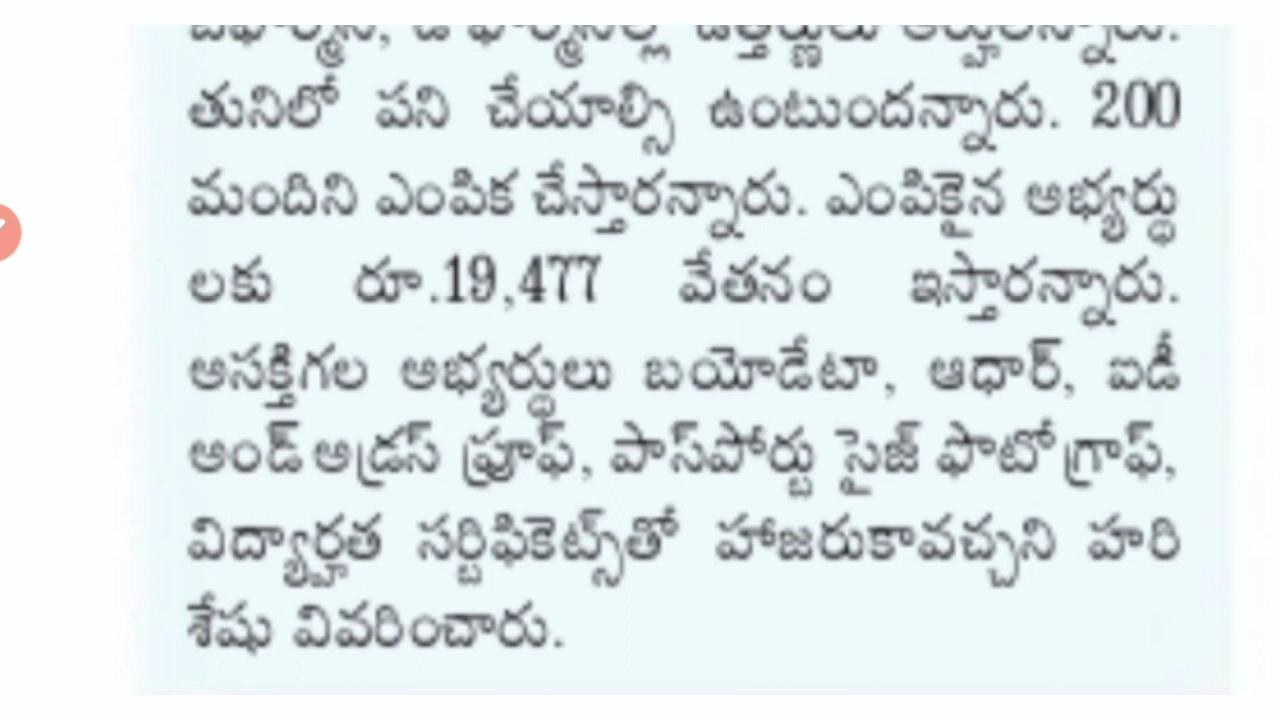 తునిలో పని చేయాల్సి ఉంటుందన్నారు. 200
మందిని ఎంపిక చేస్తారన్నారు. ఎంపికైన అభ్యర్థు
లకు రూ.19,477 వేతనం ఇస్తారన్నారు.
ఆసక్తిగల అభ్యర్థులు బయోడేటా, ఆధార్, ఐడీ
అండ్ అడ్రస్ ఫ్రూఫ్, పాస్‌పోర్టు సైజ్ ఫొటోగ్రాఫ్,
విద్యార్హత సర్టిఫికెట్స్‌తో హాజరుకావచ్చని హరి
శేషు వివరించారు.